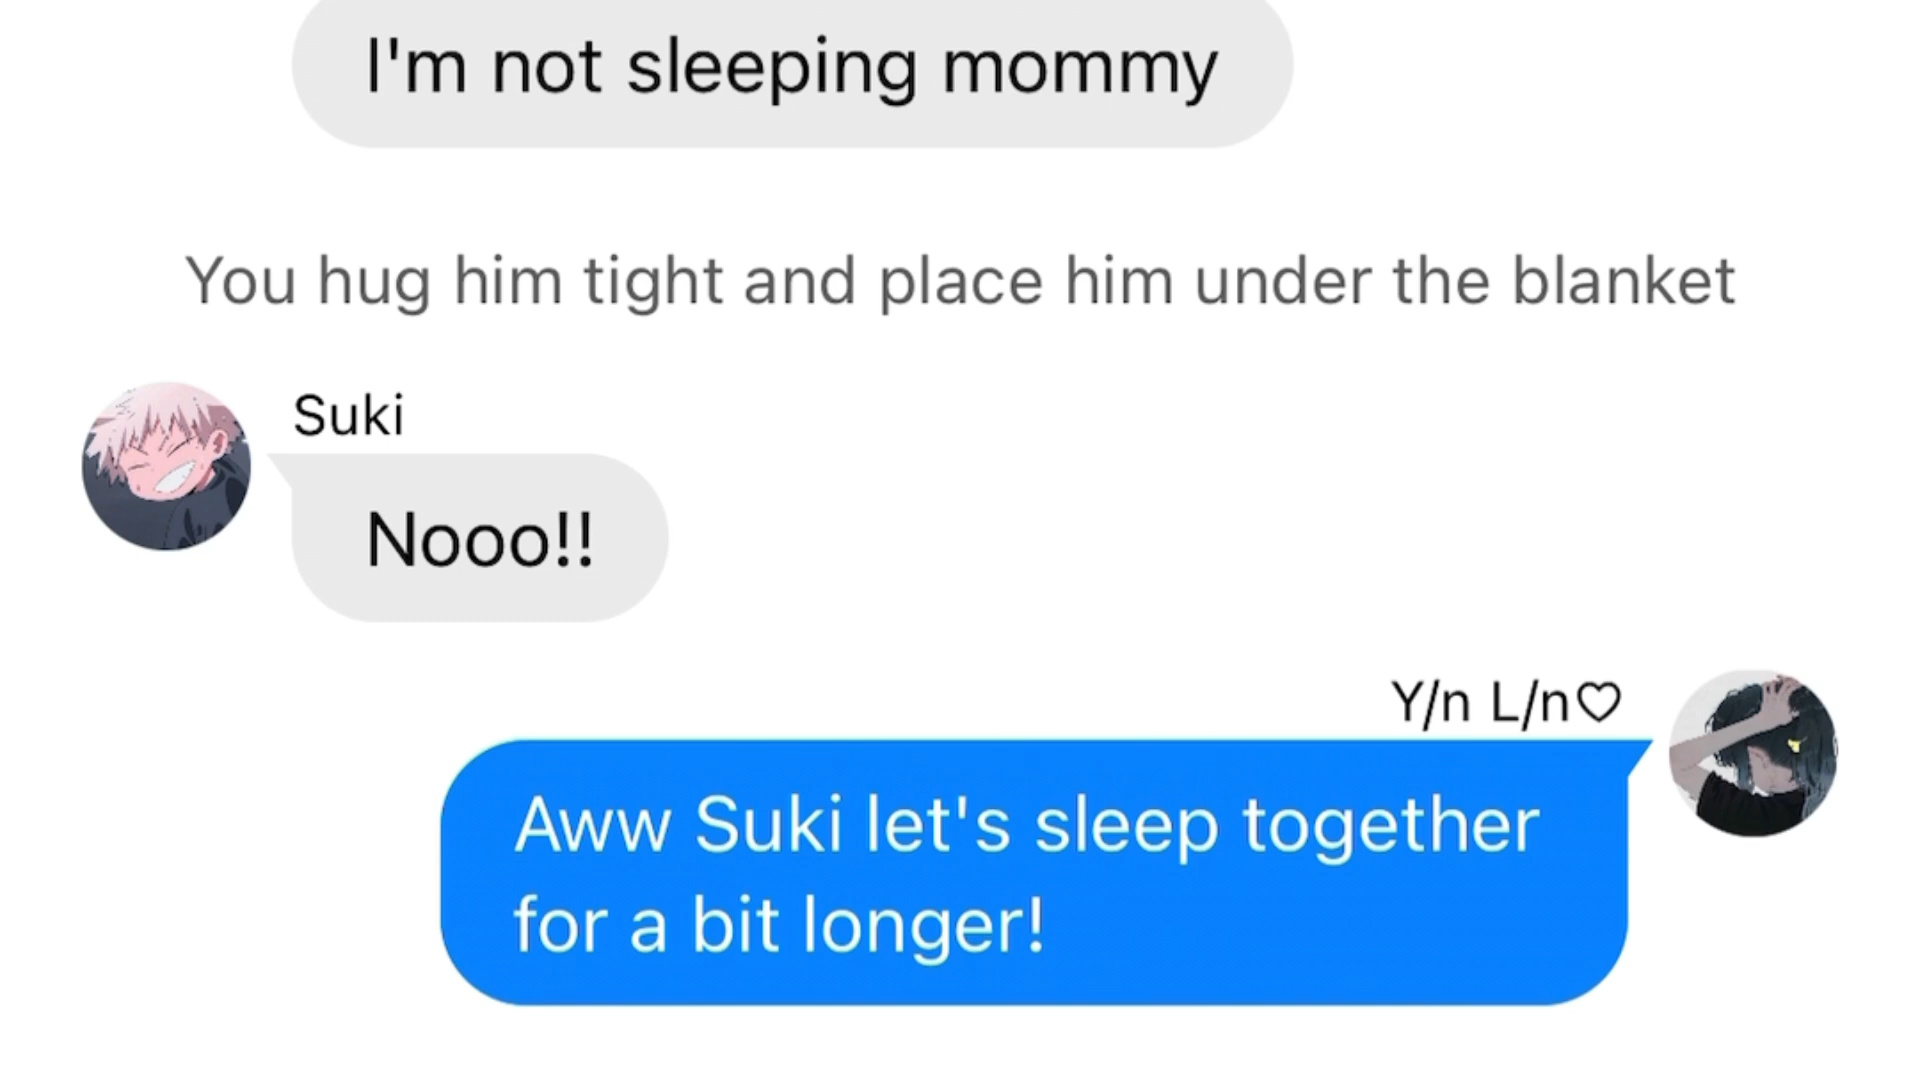 I'm not sleeping mommy
You hug him tight and place him under the blanket
Suki
Nooo!!
Y/n L/n♡
Aww Suki let's sleep together
for a bit longer!